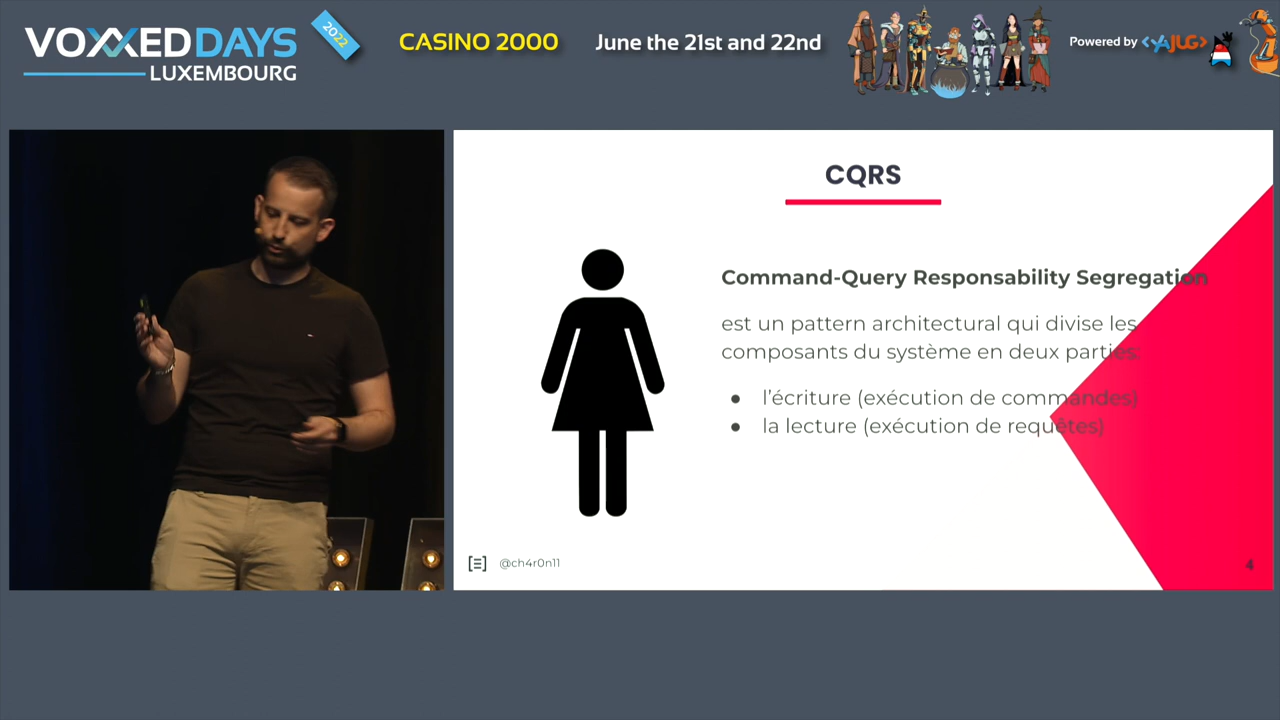 VOXXED DAYS
LUXEMBOURG
2022
CASINO 2000
June the 21st and 22nd
Powered by <YAJUG>
CQRS
Command-Query Responsability Segregation
est un pattern architectural qui divise les
composants du système en deux parties:
● l'écriture (exécution de commandes)
● la lecture (exécution de requêtes)
@ch4r0n11
4